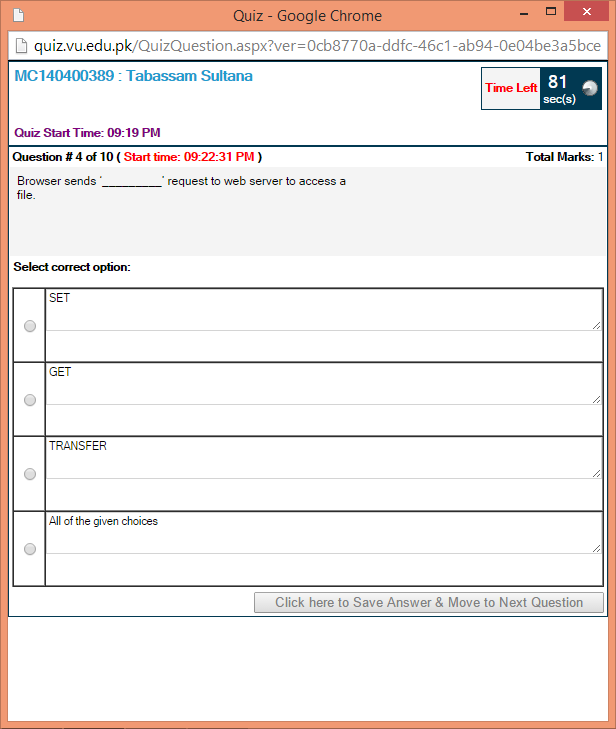 Quiz - Google Chrome
quiz.vu.edu.pk/QuizQuestion.aspx?ver=0cb8770a-ddfc-46c1-ab94-0e04be3a5bce
MC140400389 : Tabassam Sultana
Time Left 81
sec(s)
Quiz Start Time: 09:19 PM
Question # 4 of 10 ( Start time: 09:22:31 PM ) Total Marks: 1
Browser sends '_________' request to web server to access a
file.
Select correct option:
SET
GET
TRANSFER
All of the given choices
Click here to Save Answer & Move to Next Question